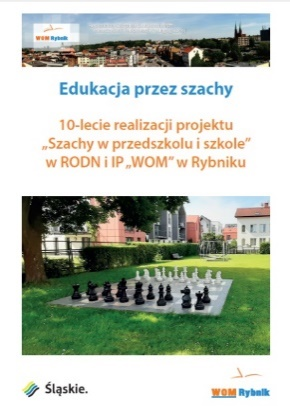 WOM Rybnik
Edukacja przez szachy
10-lecie realizacji projektu
„Szachy w przedszkolu i szkole”
w RODN i IP „WOM” w Rybniku
Śląskie.
WOM Rybnik